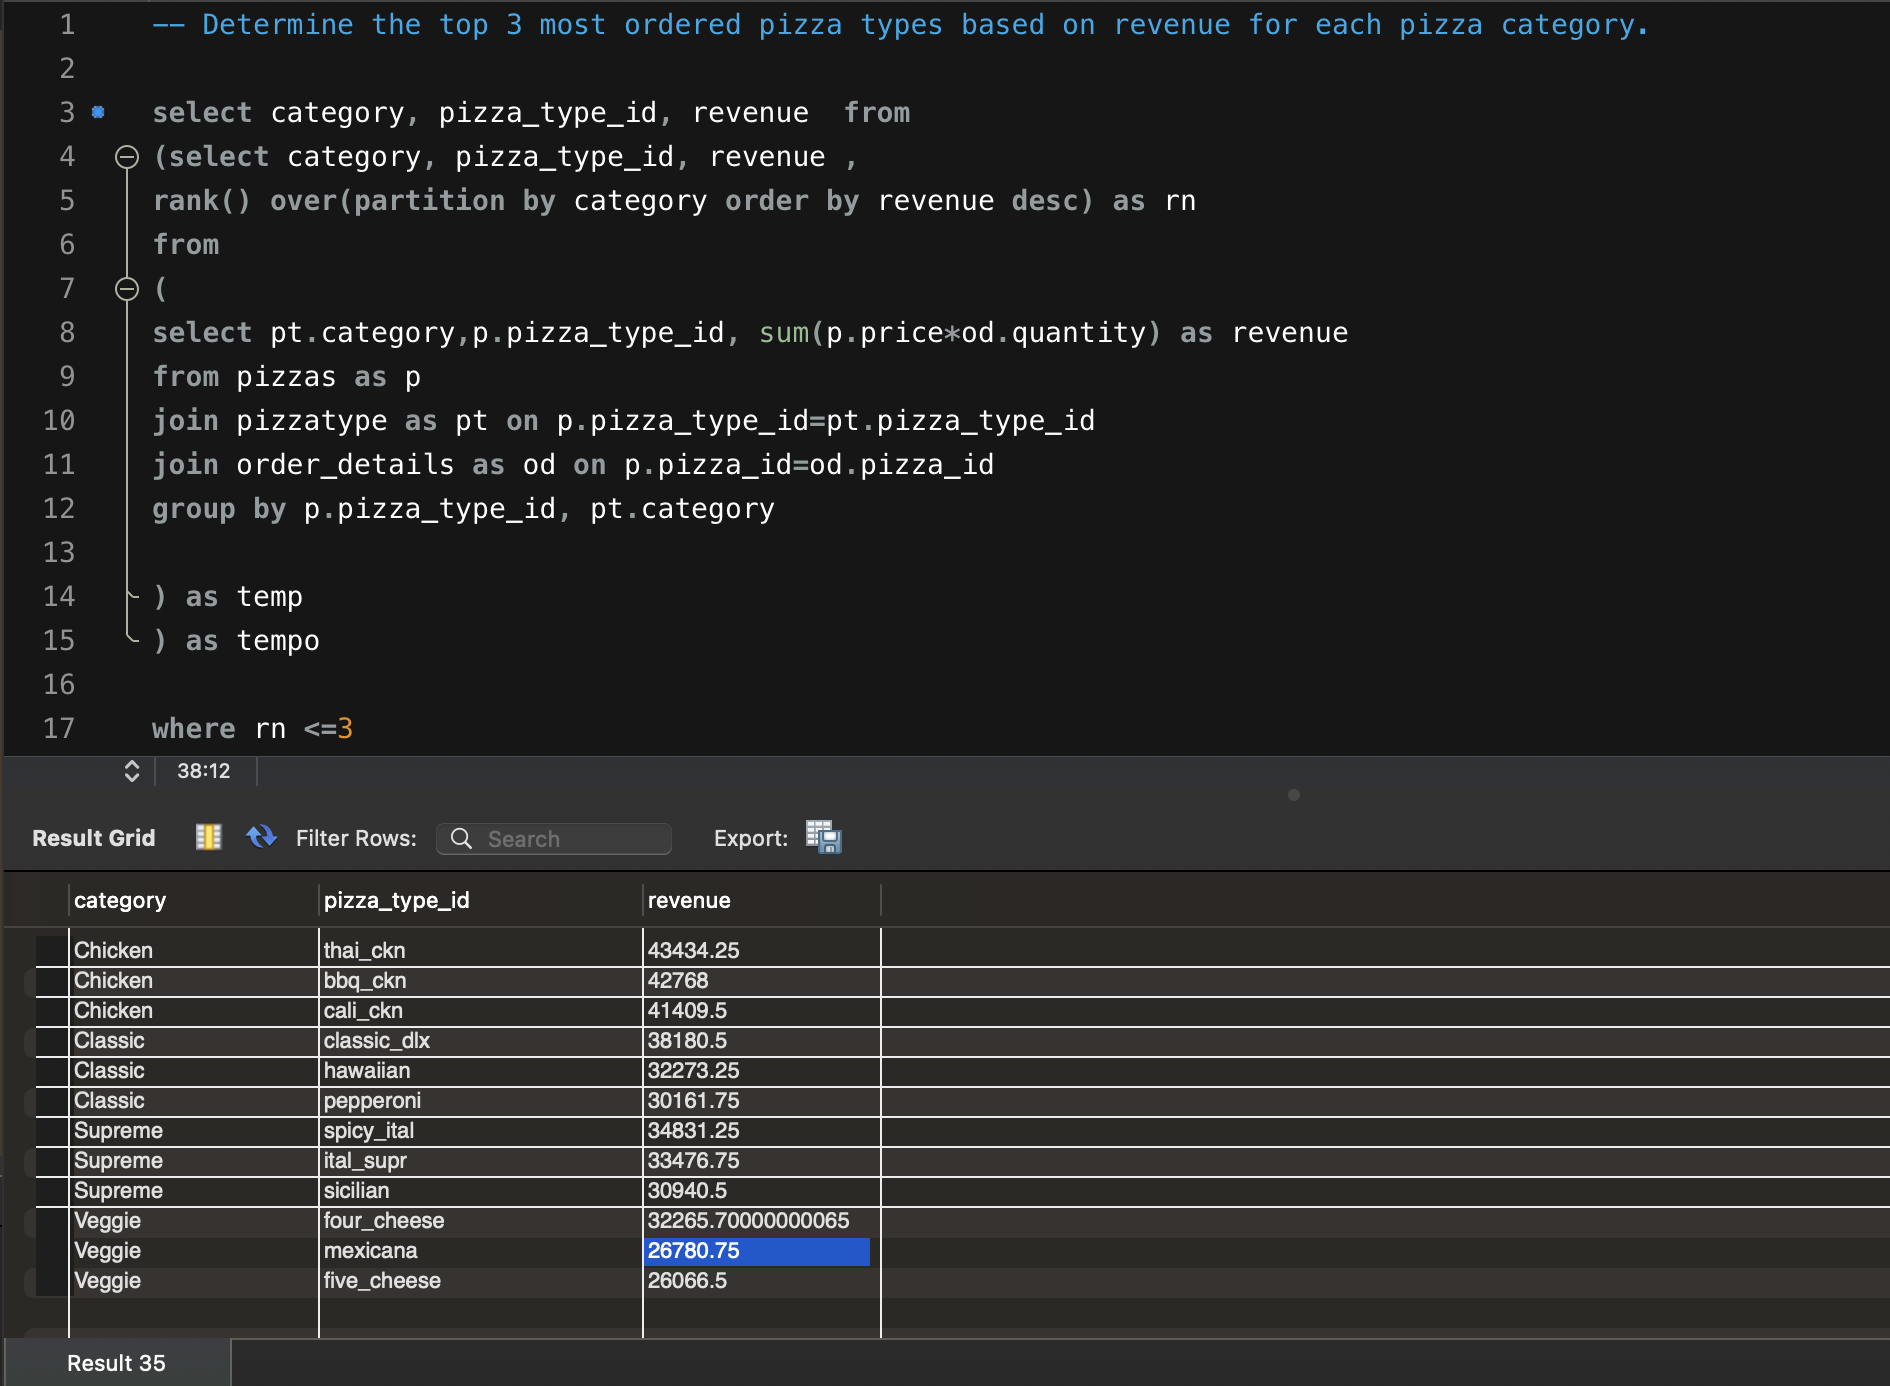 1 -- Determine the top 3 most ordered pizza types based on revenue for each pizza category.
2
3 select category, pizza_type_id, revenue  from
4 (select category, pizza_type_id, revenue ,
5 rank() over(partition by category order by revenue desc) as rn
6 from
7 (
8 select pt.category,p.pizza_type_id, sum(p.price*od.quantity) as revenue
9 from pizzas as p
10 join pizzatype as pt on p.pizza_type_id=pt.pizza_type_id
11 join order_details as od on p.pizza_id=od.pizza_id
12 group by p.pizza_type_id, pt.category
13
14 ) as temp
15 ) as tempo
16
17 where rn <=3
38:12
Result Grid Filter Rows: Search Export:
category pizza_type_id revenue
Chicken thai_ckn 43434.25
Chicken bbq_ckn 42768
Chicken cali_ckn 41409.5
Classic classic_dlx 38180.5
Classic hawaiian 32273.25
Classic pepperoni 30161.75
Supreme spicy_ital 34831.25
Supreme ital_supr 33476.75
Supreme sicilian 30940.5
Veggie four_cheese 32265.70000000065
Veggie mexicana 26780.75
Veggie five_cheese 26066.5
Result 35